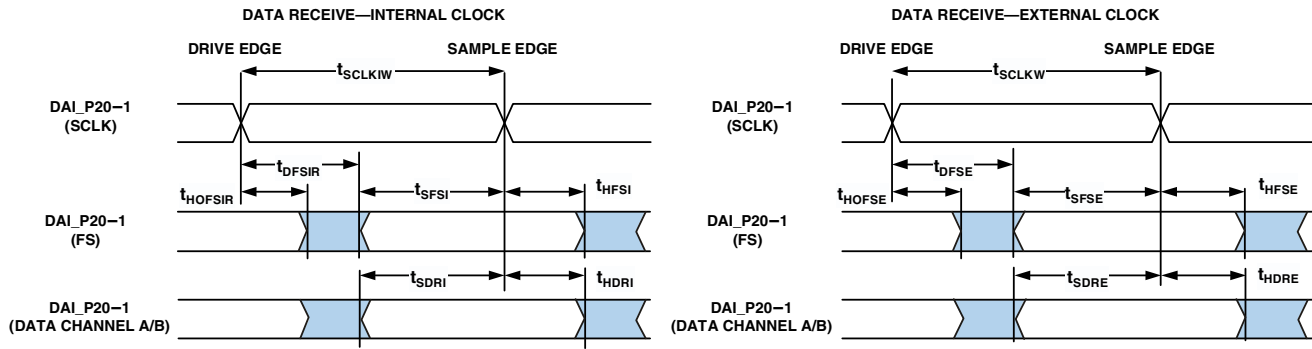 DATA RECEIVE—INTERNAL CLOCK
DRIVE EDGE
SAMPLE EDGE
tSCLKIW
DAI_P20–1
(SCLK)
tDFSIR
tHOFSIR
tSFSI
tHFSI
DAI_P20–1
(FS)
tSDRI
tHDRI
DAI_P20–1
(DATA CHANNEL A/B)
DATA RECEIVE—EXTERNAL CLOCK
DRIVE EDGE
SAMPLE EDGE
tSCLKW
DAI_P20–1
(SCLK)
tDFSE
tHOFSE
tSFSE
tHFSE
DAI_P20–1
(FS)
tSDRE
tHDRE
DAI_P20–1
(DATA CHANNEL A/B)